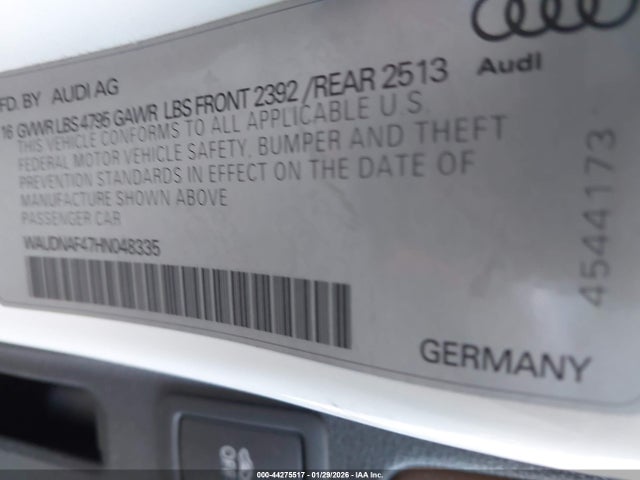 FD. BY AUDI AG
16 GVWR LBS 4795 GAWR LBS FRONT 2392 /REAR 2513
THIS VEHICLE CONFORMS TO ALL APPLICABLE U.S.
FEDERAL MOTOR VEHICLE SAFETY, BUMPER AND THEFT
PREVENTION STANDARDS IN EFFECT ON THE DATE OF
MANUFACTURE SHOWN ABOVE
PASSENGER CAR
WAUDNAF47HN048335
Audi
4544173
GERMANY
OFF
000-44275517 - 01/29/2026 - IAA Inc.